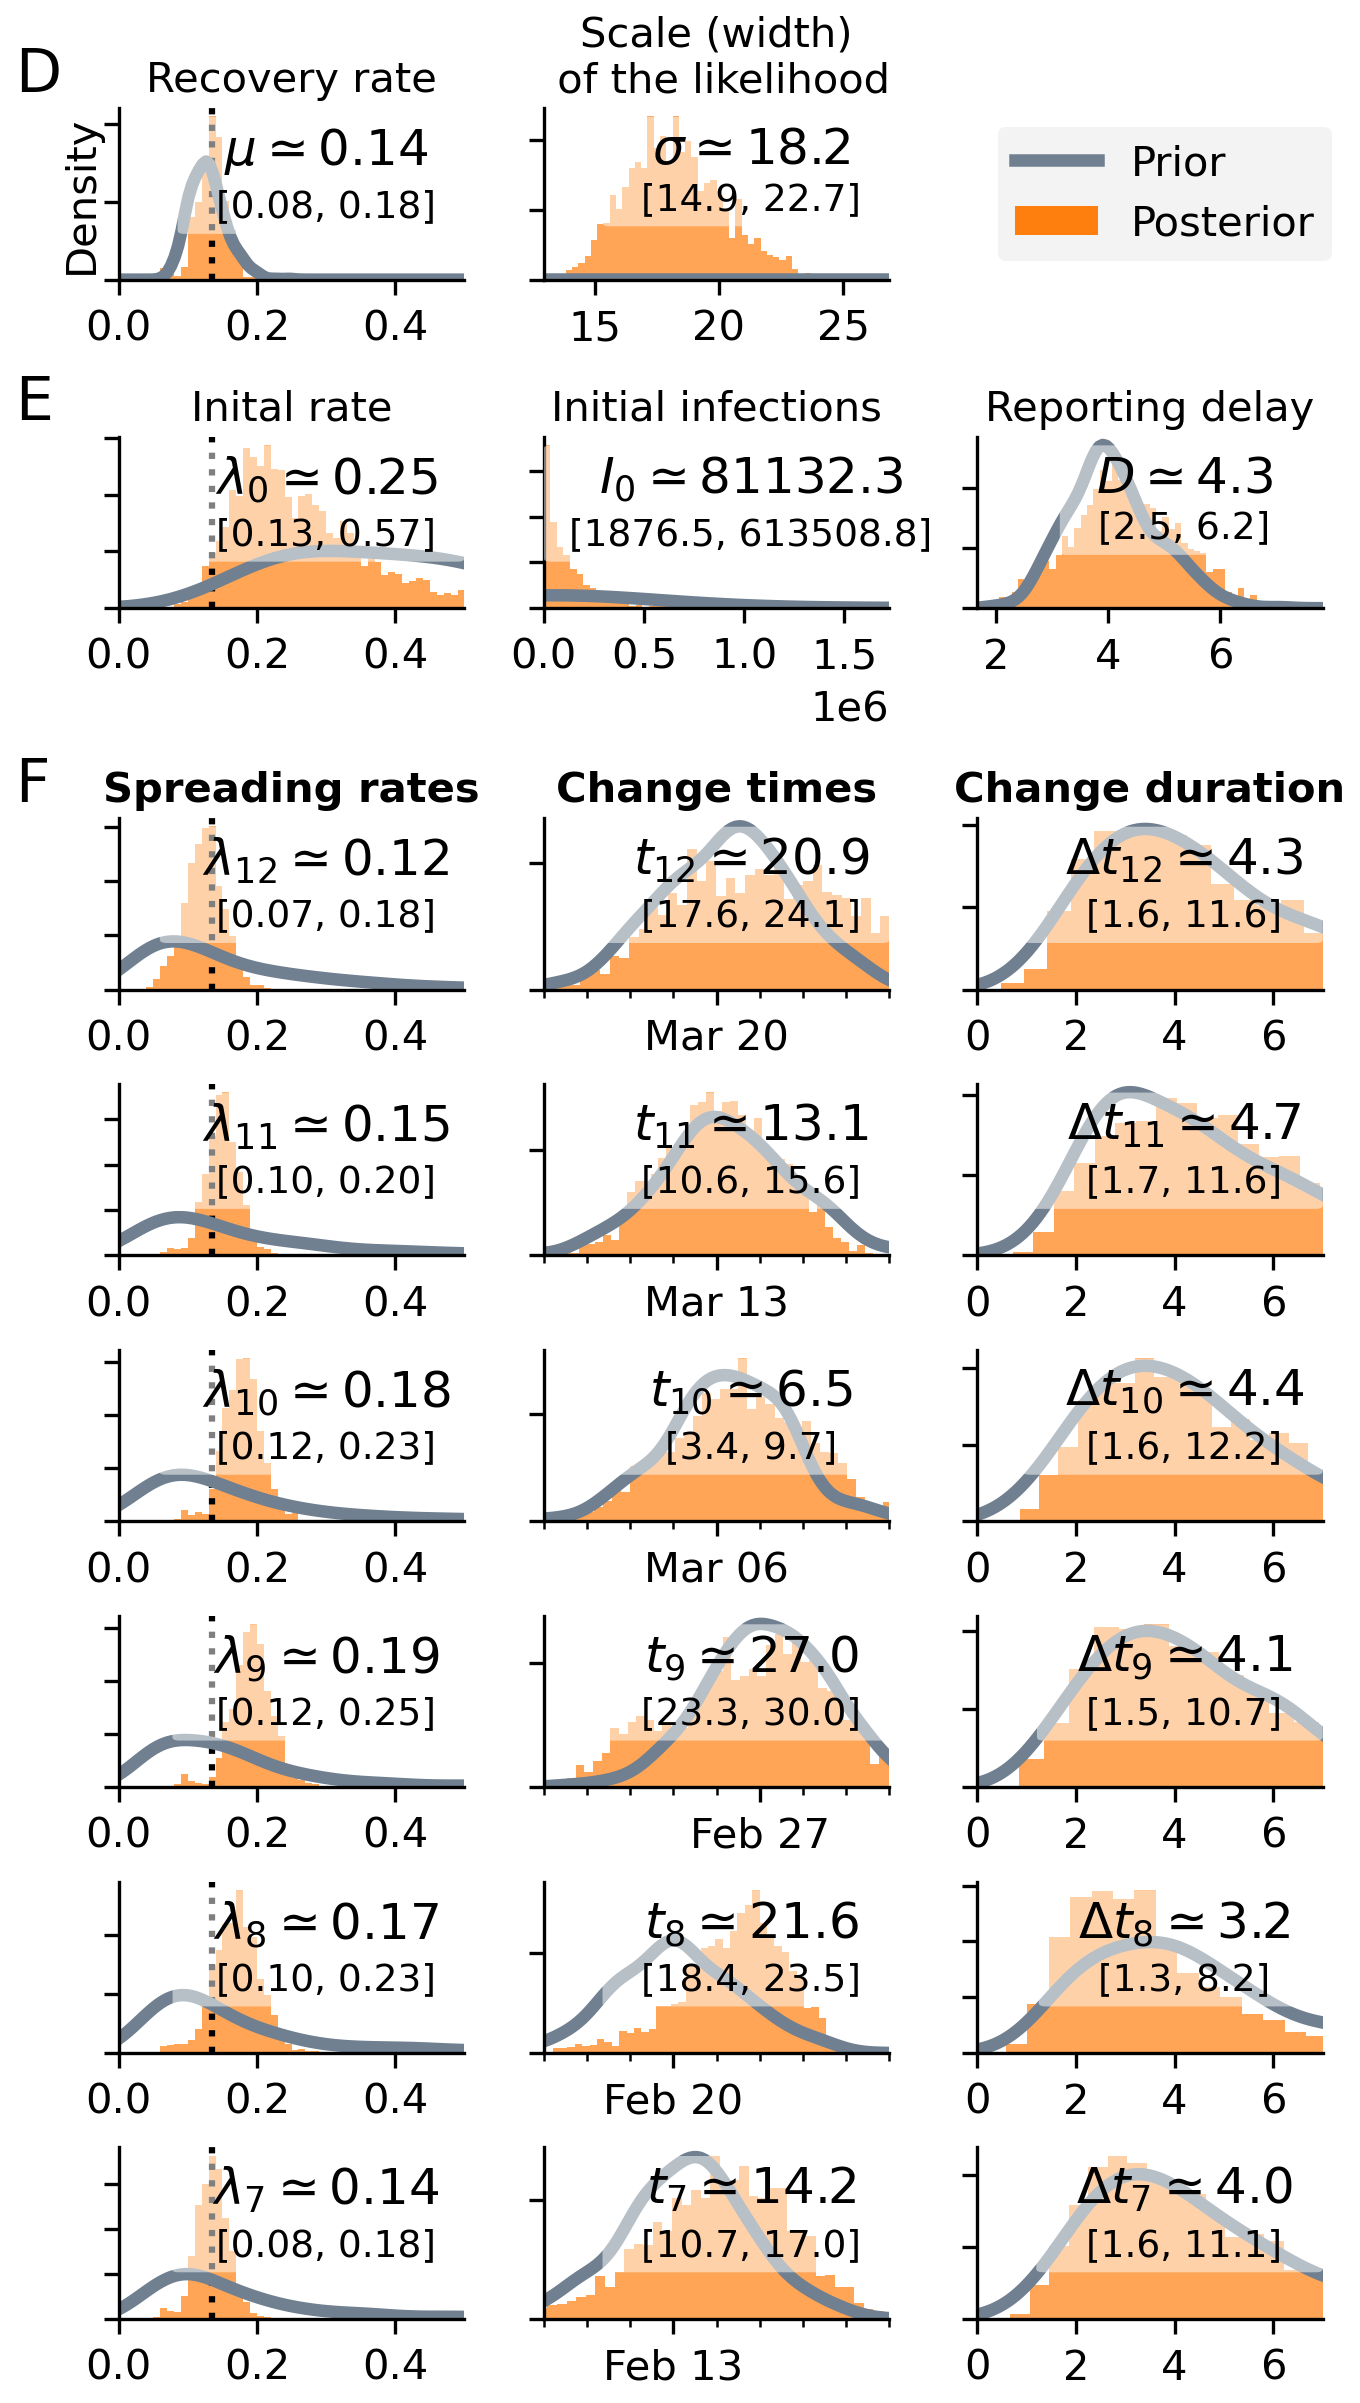 D
Recovery rate
Scale (width)
of the likelihood
Density
μ ≃ 0.14
[0.08, 0.18]
0.0 0.2 0.4
σ ≃ 18.2
[14.9, 22.7]
15 20 25
Prior
Posterior
E
Inital rate
λ0 ≃ 0.25
[0.13, 0.57]
0.0 0.2 0.4
Initial infections
I0 ≃ 81132.3
[1876.5, 613508.8]
0.0 0.5 1.0 1.5
1e6
Reporting delay
D ≃ 4.3
[2.5, 6.2]
2 4 6
F
Spreading rates
Change times
Change duration
λ12 ≃ 0.12
[0.07, 0.18]
0.0 0.2 0.4
t12 ≃ 20.9
[17.6, 24.1]
Mar 20
Δt12 ≃ 4.3
[1.6, 11.6]
0 2 4 6
λ11 ≃ 0.15
[0.10, 0.20]
0.0 0.2 0.4
t11 ≃ 13.1
[10.6, 15.6]
Mar 13
Δt11 ≃ 4.7
[1.7, 11.6]
0 2 4 6
λ10 ≃ 0.18
[0.12, 0.23]
0.0 0.2 0.4
t10 ≃ 6.5
[3.4, 9.7]
Mar 06
Δt10 ≃ 4.4
[1.6, 12.2]
0 2 4 6
λ9 ≃ 0.19
[0.12, 0.25]
0.0 0.2 0.4
t9 ≃ 27.0
[23.3, 30.0]
Feb 27
Δt9 ≃ 4.1
[1.5, 10.7]
0 2 4 6
λ8 ≃ 0.17
[0.10, 0.23]
0.0 0.2 0.4
t8 ≃ 21.6
[18.4, 23.5]
Feb 20
Δt8 ≃ 3.2
[1.3, 8.2]
0 2 4 6
λ7 ≃ 0.14
[0.08, 0.18]
0.0 0.2 0.4
t7 ≃ 14.2
[10.7, 17.0]
Feb 13
Δt7 ≃ 4.0
[1.6, 11.1]
0 2 4 6